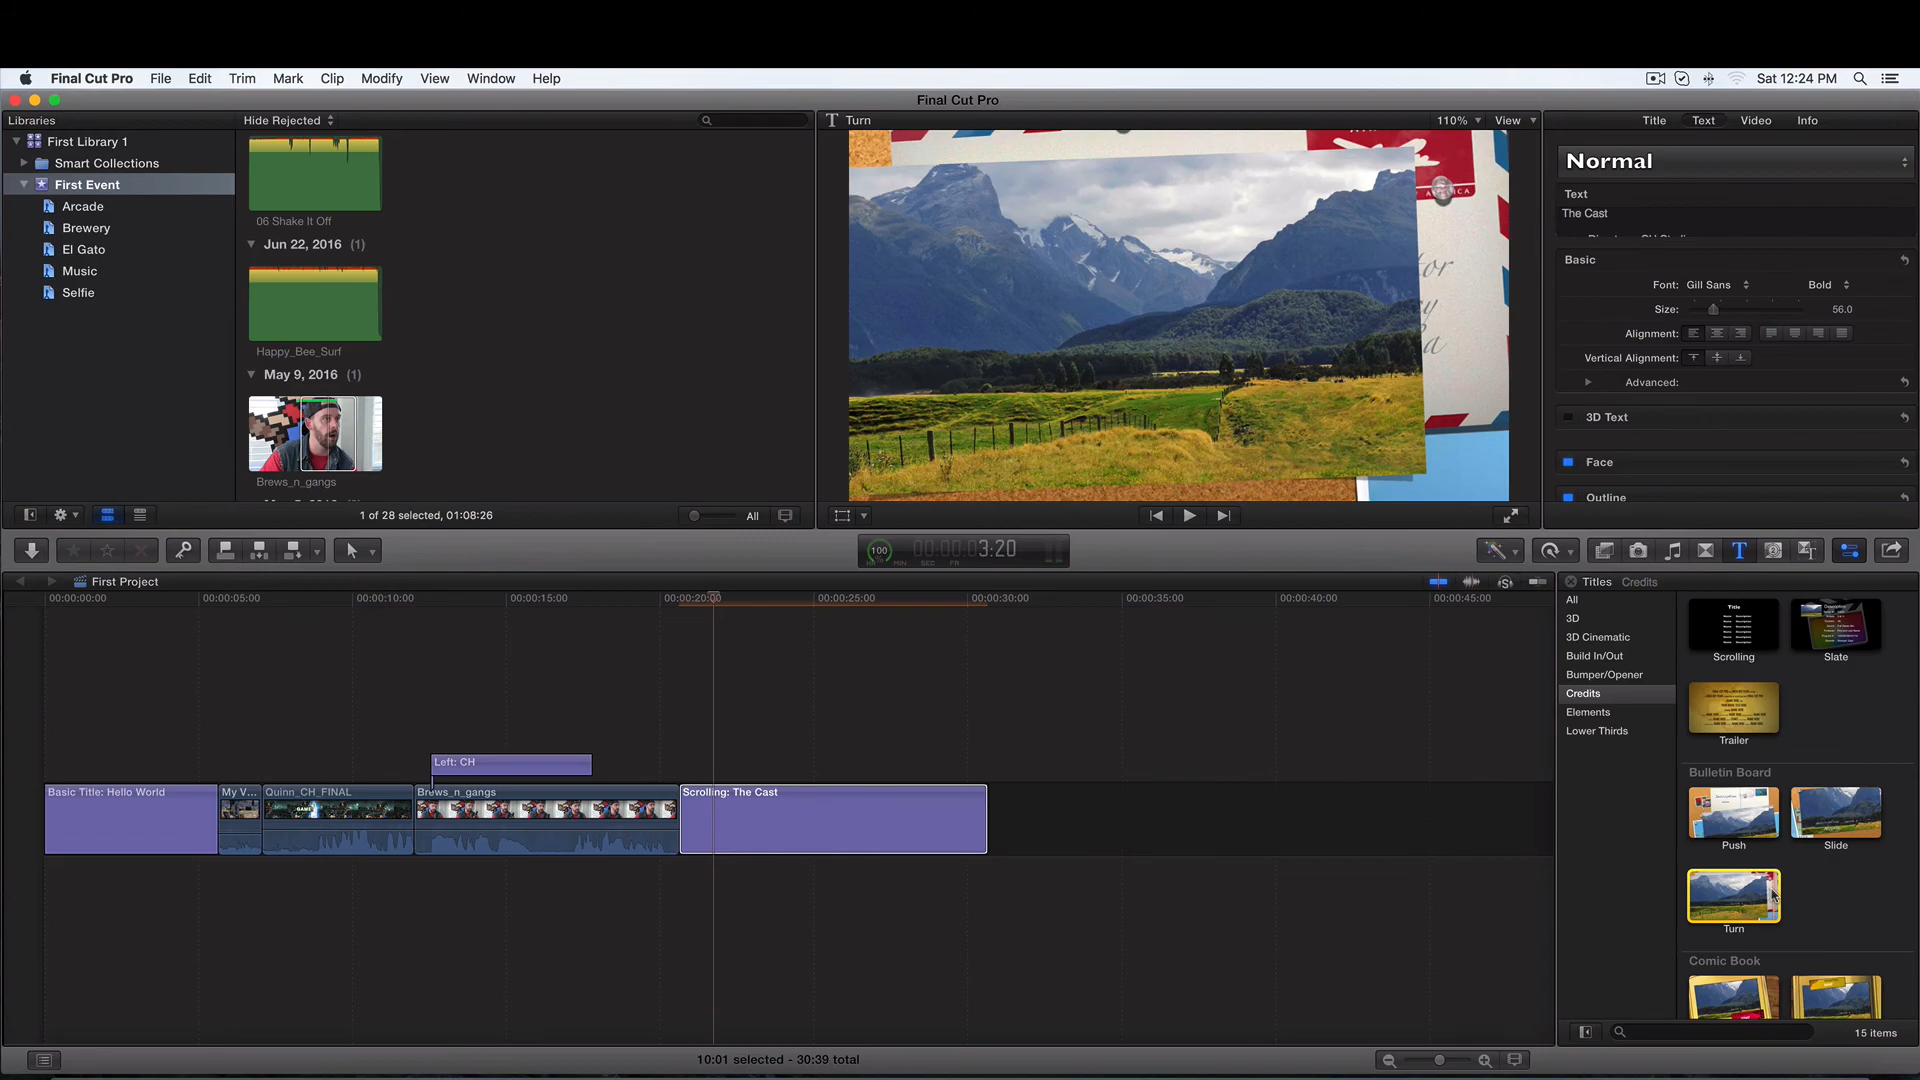 Final Cut Pro File Edit Trim Mark Clip Modify View Window Help
Sat 12:24 PM
Final Cut Pro
Libraries
First Library 1
Smart Collections
First Event
Arcade
Brewery
El Gato
Music
Selfie
Hide Rejected
06 Shake It Off
Jun 22, 2016 (1)
Happy_Bee_Surf
May 9, 2016 (1)
Brews_n_gangs
1 of 28 selected, 01:08:26
All
T Turn
110% View
Title Text Video Info
Normal
Text
The Cast
Basic
Font: Gill Sans Bold
Size: 56.0
Alignment:
Vertical Alignment:
Advanced:
3D Text
Face
Outline
100
3:20
HR MIN SEC FR
First Project
00:00:00:00 00:00:05:00 00:00:10:00 00:00:15:00 00:00:20:00 00:00:25:00 00:00:30:00 00:00:35:00 00:00:40:00 00:00:45:00
Left: CH
Basic Title: Hello World
My V...
Quinn_CH_FINAL
Brews_n_gangs
Scrolling: The Cast
Titles Credits
All
3D
3D Cinematic
Build In/Out
Bumper/Opener
Credits
Elements
Lower Thirds
Scrolling
Slate
Trailer
Bulletin Board
Push
Slide
Turn
Comic Book
15 items
10:01 selected - 30:39 total